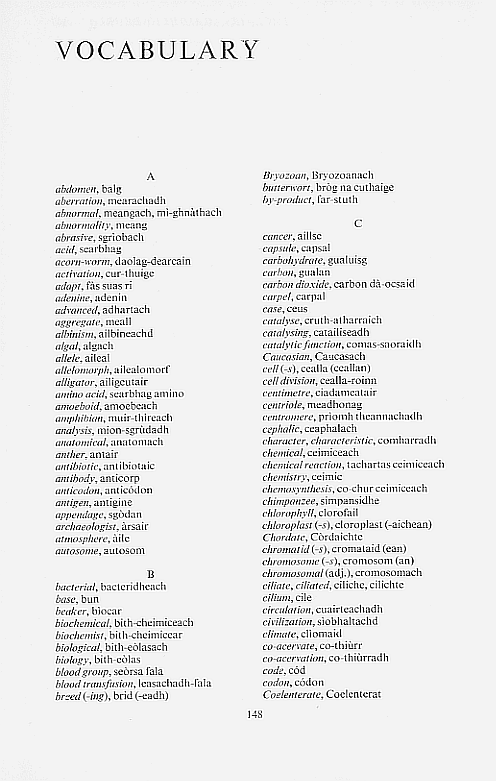 VOCABULARY
A
abdomen, balg
aberration, mearachadh
abnormal, meangach, mì-ghnàthach
abnormality, meang
abrasive, sgrìobach
acid, searbhag
acorn-worm, daolag-dearcain
activation, cur-thuige
adapt, fàs suas ri
adenine, adenin
advanced, adhartach
aggregate, meall
albinism, ailbineachd
algal, algach
allele, aileal
allelomorph, ailealomorf
alligator, ailigeutair
amino acid, searbhag amino
amoeboid, amoebeach
amphibian, muir-thìreach
analysis, mion-sgrùdadh
anatomical, anatomach
anther, antair
antibiotic, antibiotaic
antibody, anticorp
anticodon, anticódon
antigen, antigine
appendage, sgòdan
archaeologist, àrsair
atmosphere, àile
autosome, autosom
B
bacterial, bacteridheach
base, bun
beaker, biocar
biochemical, bith-cheimiceach
biochemist, bith-cheimicear
biological, bith-eòlasach
biology, bith-eòlas
blood group, seòrsa fala
blood transfusion, leasachadh-fala
breed (-ing), brìd (-eadh)
Bryozoan, Bryozoanach
butterwort, bròg na cuthaige
by-product, far-stuth
C
cancer, aillse
capsule, capsal
carbohydrate, gualuisg
carbon, gualan
carbon dioxide, carbon dà-ocsaid
carpel, carpal
case, ceus
catalyse, cruth-atharraich
catalysing, catailiseadh
catalytic function, comas-saoraidh
Caucasian, Caucasach
cell (-s), cealla (ceallan)
cell division, cealla-roinn
centimetre, ciadameatair
centriole, meadhonag
centromere, prìomh theannachadh
cephalic, ceaphalach
character, characteristic, comharradh
chemical, ceimiceach
chemical reaction, tachartas ceimiceach
chemistry, ceimic
chemosynthesis, co-chur ceimiceach
chimpanzee, simpansidhe
chlorophyll, clorofail
chloroplast (-s), cloroplast (-aichean)
Chordate, Còrdaichte
chromatid (-s), cromataid (ean)
chromosome (-s), cromosom (an)
chromosomal (adj.), cromosomach
ciliate, ciliated, ciliche, cilichte
cilium, cile
circulation, cuairteachadh
civilization, sìobhaltachd
climate, clìomaid
co-acervate, co-thiùrr
co-acervation, co-thiùrradh
code, còd
codon, códon
Coelenterate, Coelenterat
148